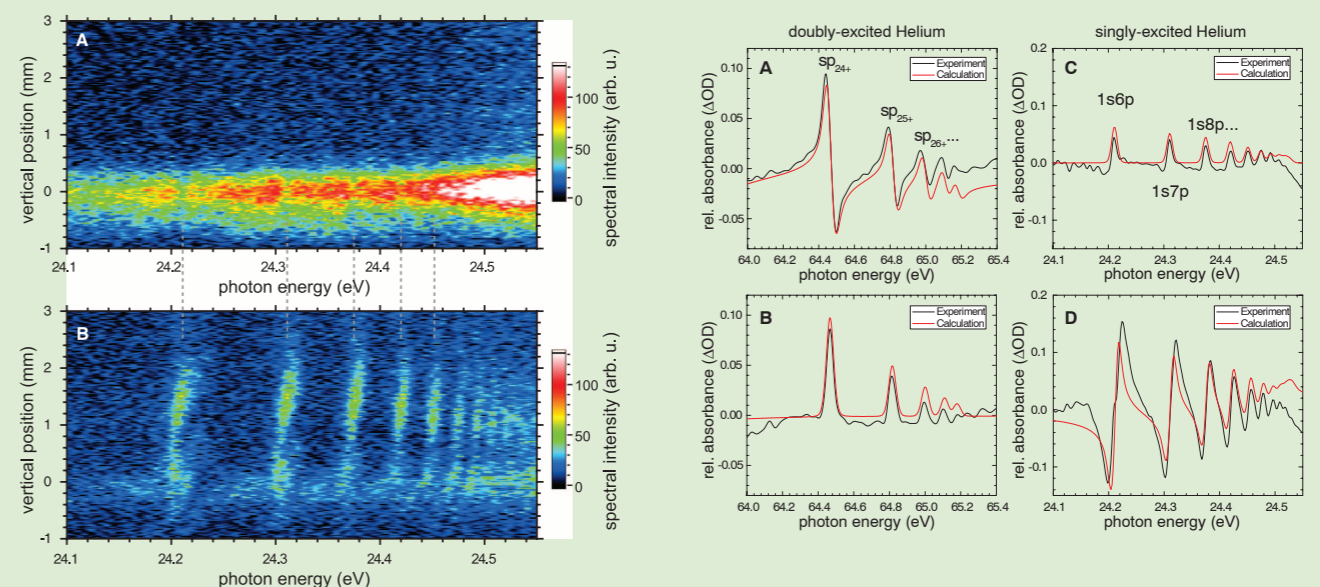 A
3
2
1
0
-1
vertical position (mm)
24.1 24.2 24.3 24.4 24.5
photon energy (eV)
100
50
0
spectral intensity (arb. u.)
B
3
2
1
0
-1
vertical position (mm)
24.1 24.2 24.3 24.4 24.5
photon energy (eV)
100
50
0
spectral intensity (arb. u.)
doubly-excited Helium
A
sp24+
sp25+
sp26+...
Experiment
Calculation
0.10
0.05
0.00
-0.05
rel. absorbance (ΔOD)
64.0 64.2 64.4 64.6 64.8 65.0 65.2 65.4
photon energy (eV)
singly-excited Helium
C
1s6p
1s8p...
1s7p
Experiment
Calculation
0.2
0.1
0.0
-0.1
rel. absorbance (ΔOD)
24.1 24.2 24.3 24.4 24.5
photon energy (eV)
B
Experiment
Calculation
0.10
0.05
0.00
-0.05
rel. absorbance (ΔOD)
64.0 64.2 64.4 64.6 64.8 65.0 65.2 65.4
photon energy (eV)
D
Experiment
Calculation
0.2
0.1
0.0
-0.1
rel. absorbance (ΔOD)
24.1 24.2 24.3 24.4 24.5
photon energy (eV)